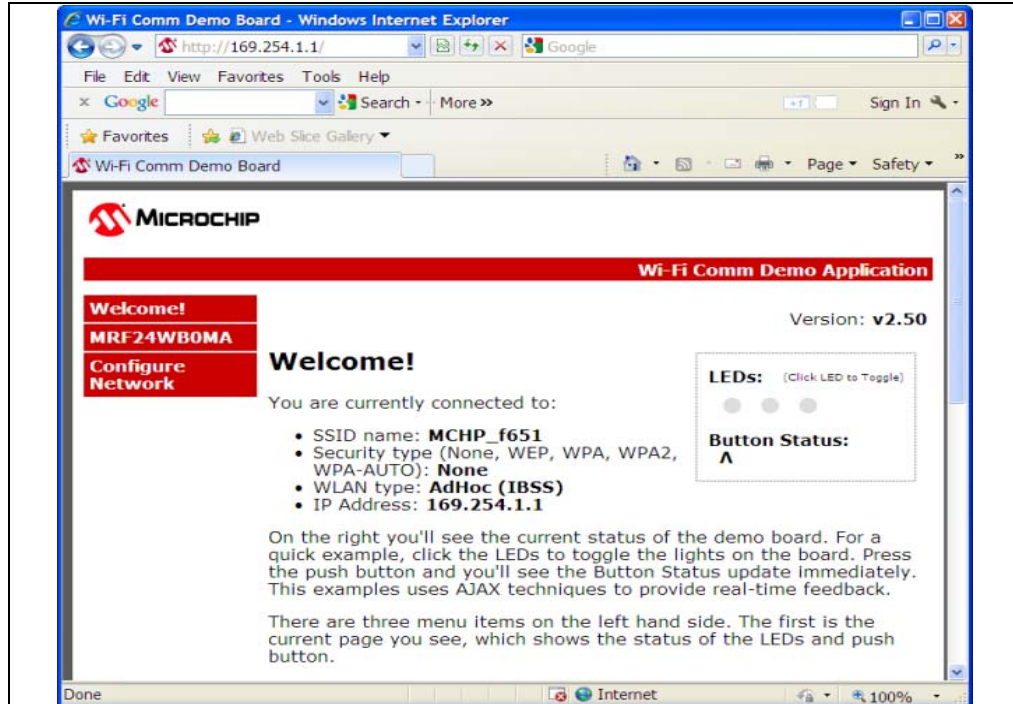 Wi-Fi Comm Demo Board - Windows Internet Explorer
http://169.254.1.1/
Google
File Edit View Favorites Tools Help
x Google Search More »
Sign In
Favorites Web Slice Gallery
Wi-Fi Comm Demo Board
Page Safety »
MICROCHIP
Wi-Fi Comm Demo Application
Welcome!
MRF24WB0MA
Configure
Network
Version: v2.50
Welcome!
LEDs: (Click LED to Toggle)
Button Status:
Λ
You are currently connected to:
• SSID name: MCHP_f651
• Security type (None, WEP, WPA, WPA2,
WPA-AUTO): None
• WLAN type: AdHoc (IBSS)
• IP Address: 169.254.1.1
On the right you'll see the current status of the demo board. For a
quick example, click the LEDs to toggle the lights on the board. Press
the push button and you'll see the Button Status update immediately.
This examples uses AJAX techniques to provide real-time feedback.
There are three menu items on the left hand side. The first is the
current page you see, which shows the status of the LEDs and push
button.
Done
Internet
100%